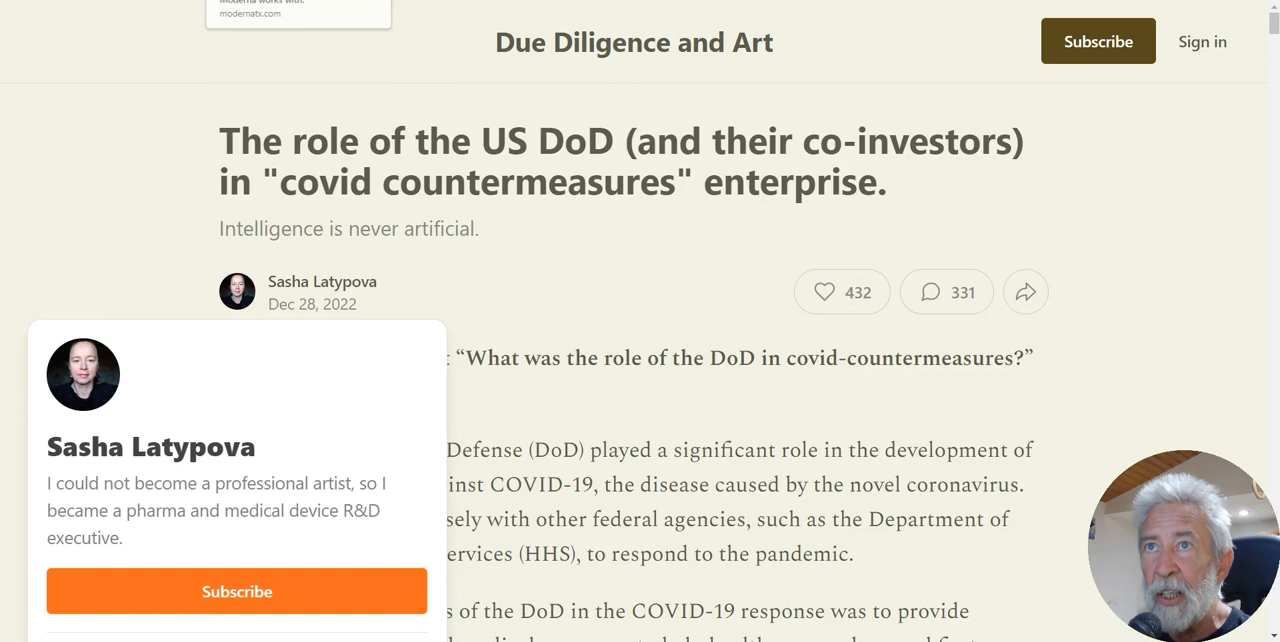 Moderna works with.
modernatx.com
Due Diligence and Art
Subscribe
Sign in
The role of the US DoD (and their co-investors)
in "covid countermeasures" enterprise.
Intelligence is never artificial.
Sasha Latypova
Dec 28, 2022
432
331
“What was the role of the DoD in covid-countermeasures?”
Defense (DoD) played a significant role in the development of
inst COVID-19, the disease caused by the novel coronavirus.
sely with other federal agencies, such as the Department of
ervices (HHS), to respond to the pandemic.
s of the DoD in the COVID-19 response was to provide
Sasha Latypova
I could not become a professional artist, so I
became a pharma and medical device R&D
executive.
Subscribe